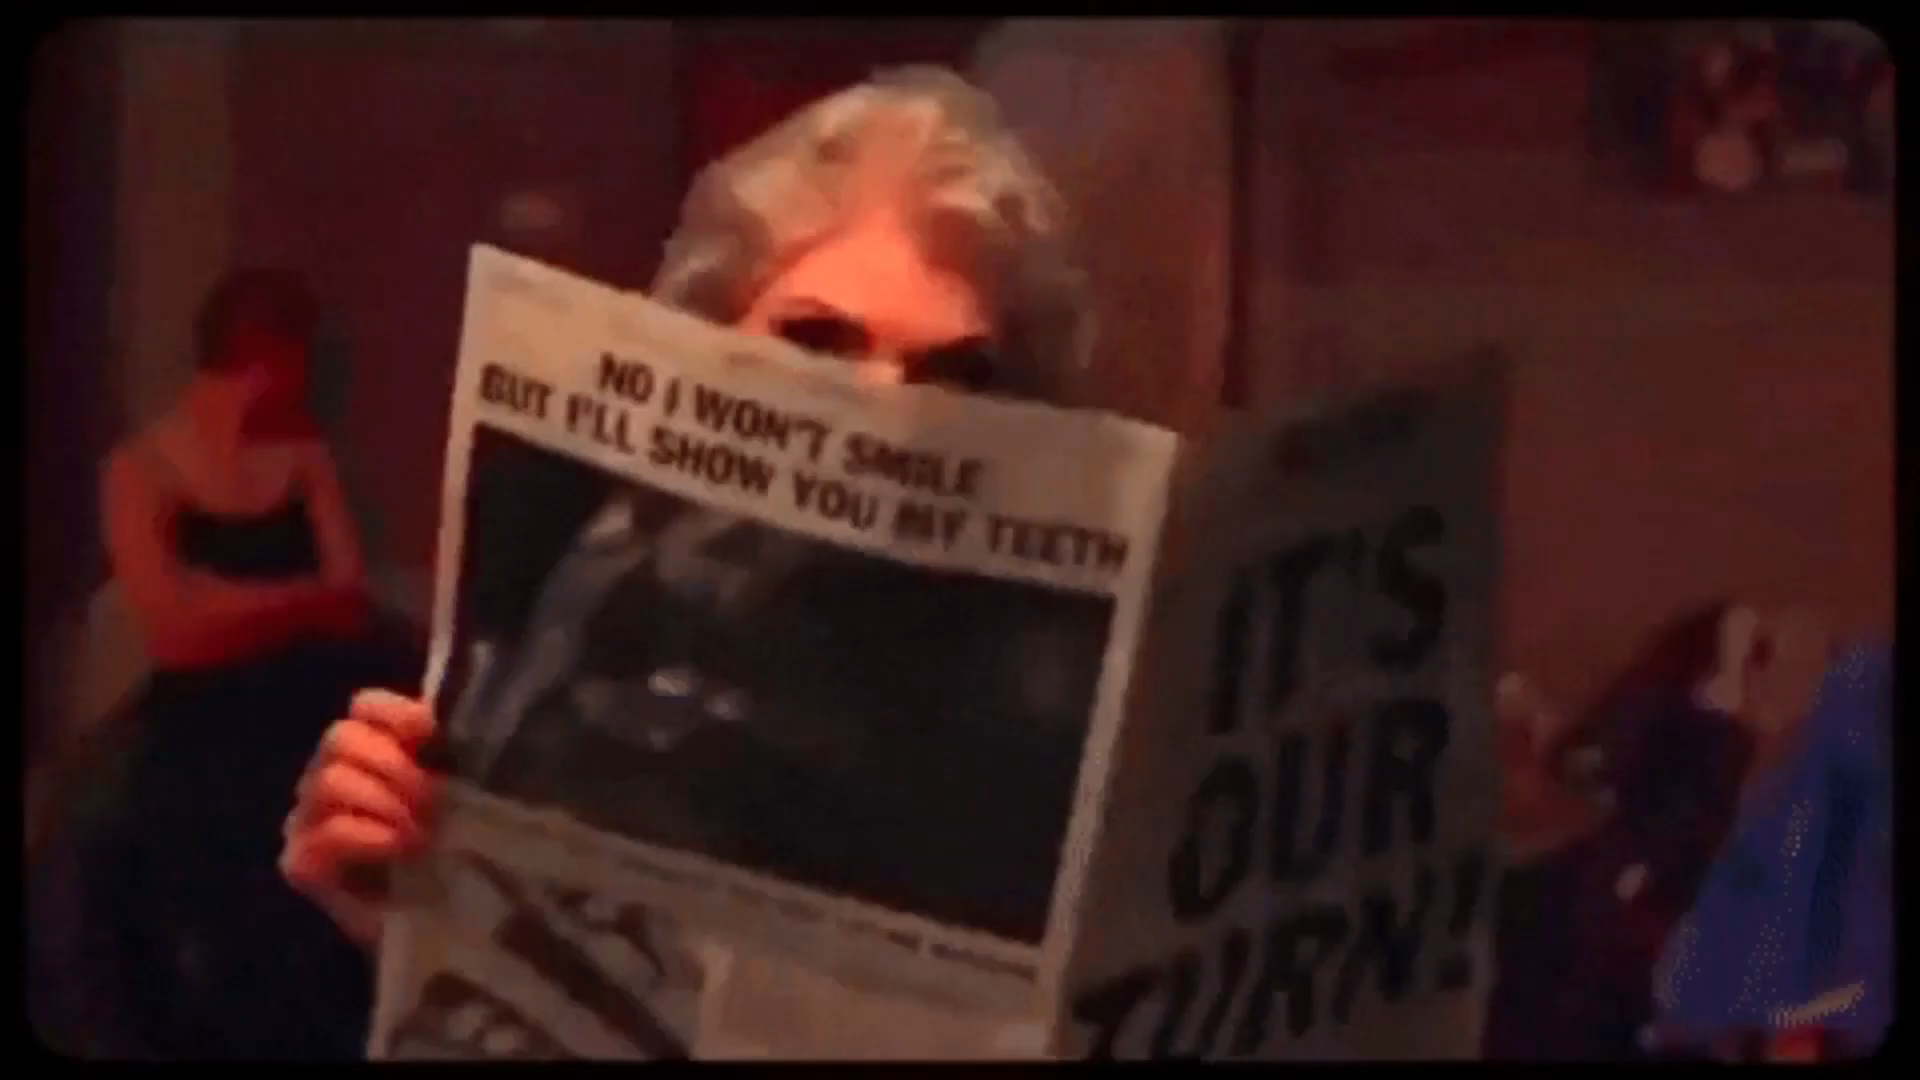 NO I WON'T SMILE
BUT I'LL SHOW YOU MY TEETH
IT'S
OUR
TURN!